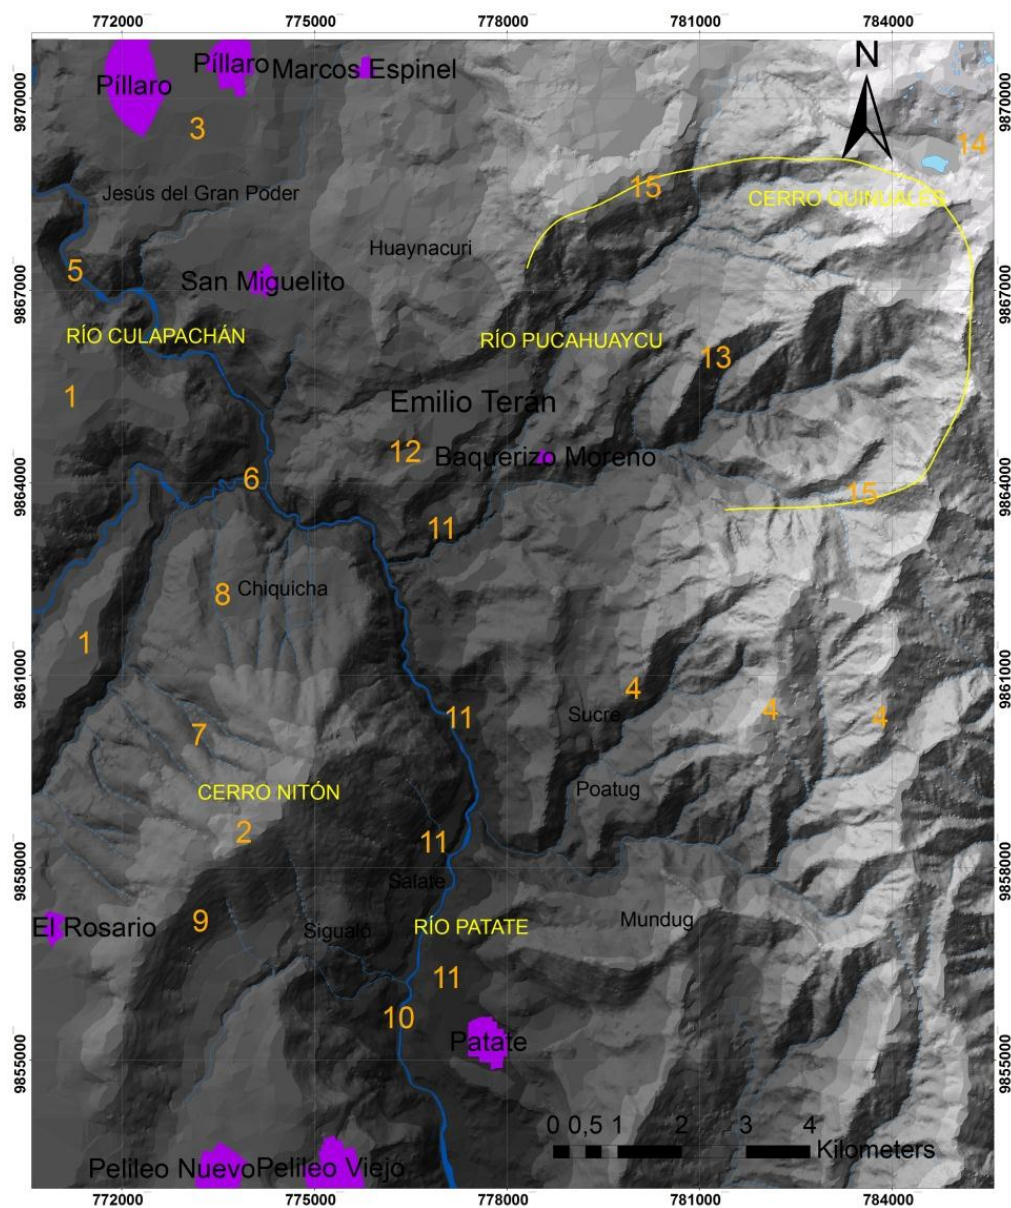 772000 775000 778000 781000 784000
9870000 9870000
Píllaro
Píllaro
Marcos Espinel
N
3
14
Jesús del Gran Poder
15
CERRO QUINUALES
Huaynacuri
5
San Miguelito
9867000 9867000
RÍO CULAPACHÁN
RÍO PUCAHUAYCU
13
1
Emilio Terán
12
Baquerizo Moreno
6
9864000 9864000
15
11
8
Chiquicha
1
9861000 9861000
4
4
4
Sucre
11
7
CERRO NITÓN
Poatug
2
11
9858000 9858000
Salate
El Rosario
9
Sigualó
RÍO PATATE
Mundug
11
10
Patate
9855000 9855000
0 0,5 1 2 3 4
Kilometers
Pelileo Nuevo
Pelileo Viejo
772000 775000 778000 781000 784000